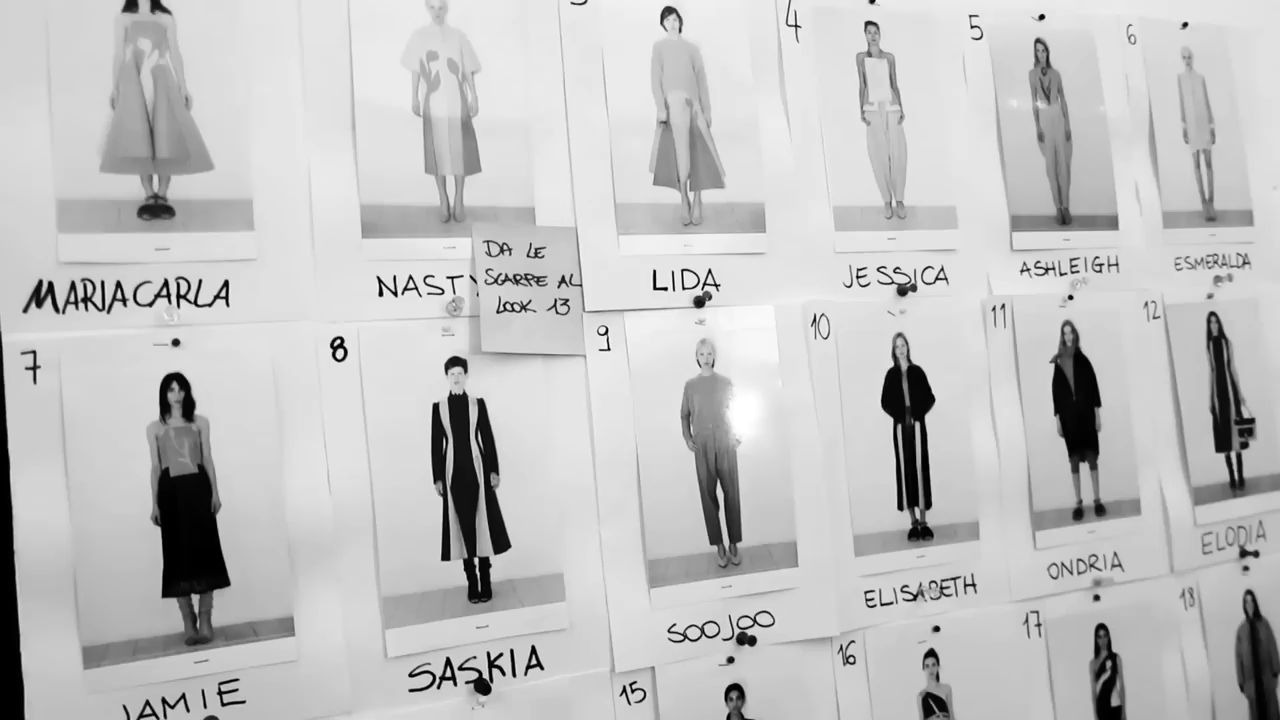 4
5
6
MARIACARLA
NASTY
DA LE
SCARPE AL
LOOK 13
LIDA
JESSICA
ASHLEIGH
ESMERALDA
7
8
9
10
11
12
JAMIE
SASKIA
SOOJOO
ELISABETH
ONDRIA
ELODIA
15
16
17
18